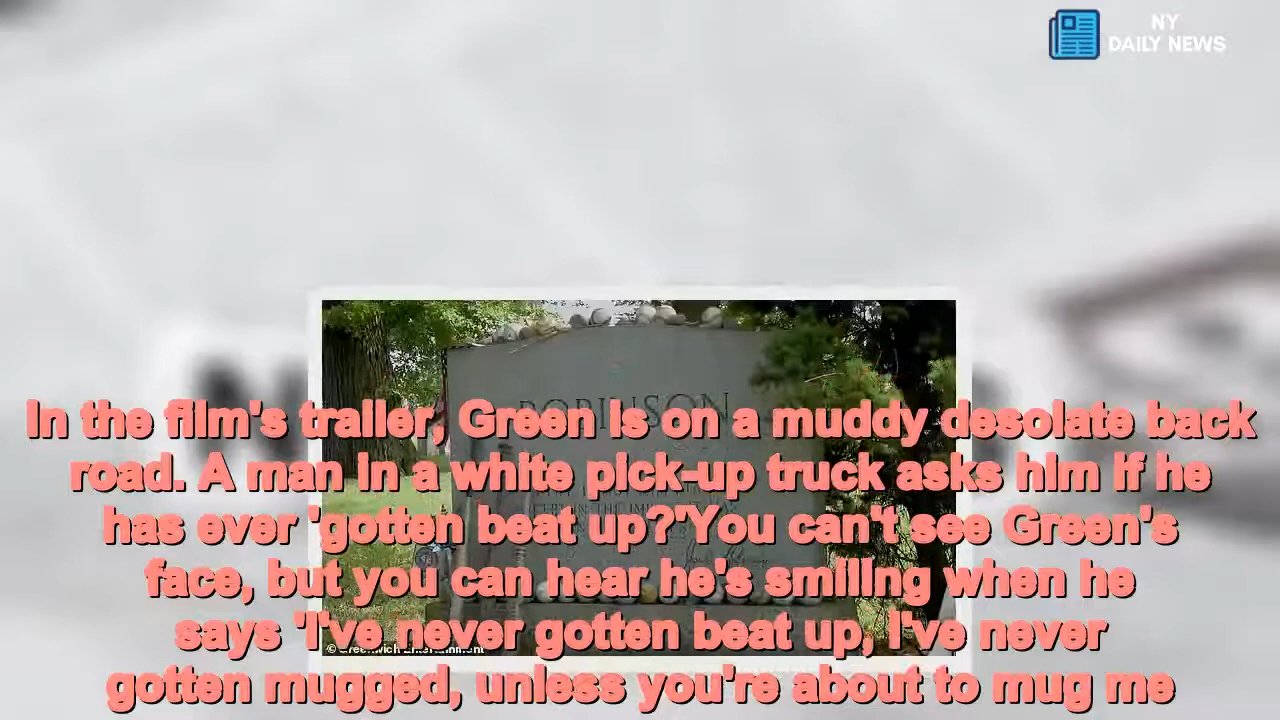 NY
DAILY NEWS
ROBINSON
In the film's trailer, Green is on a muddy desolate back
road. A man in a white pick-up truck asks him if he
has ever 'gotten beat up?'You can't see Green's
face, but you can hear he's smiling when he
says 'I've never gotten beat up, I've never
© Greenwich Entertainment
gotten mugged, unless you're about to mug me